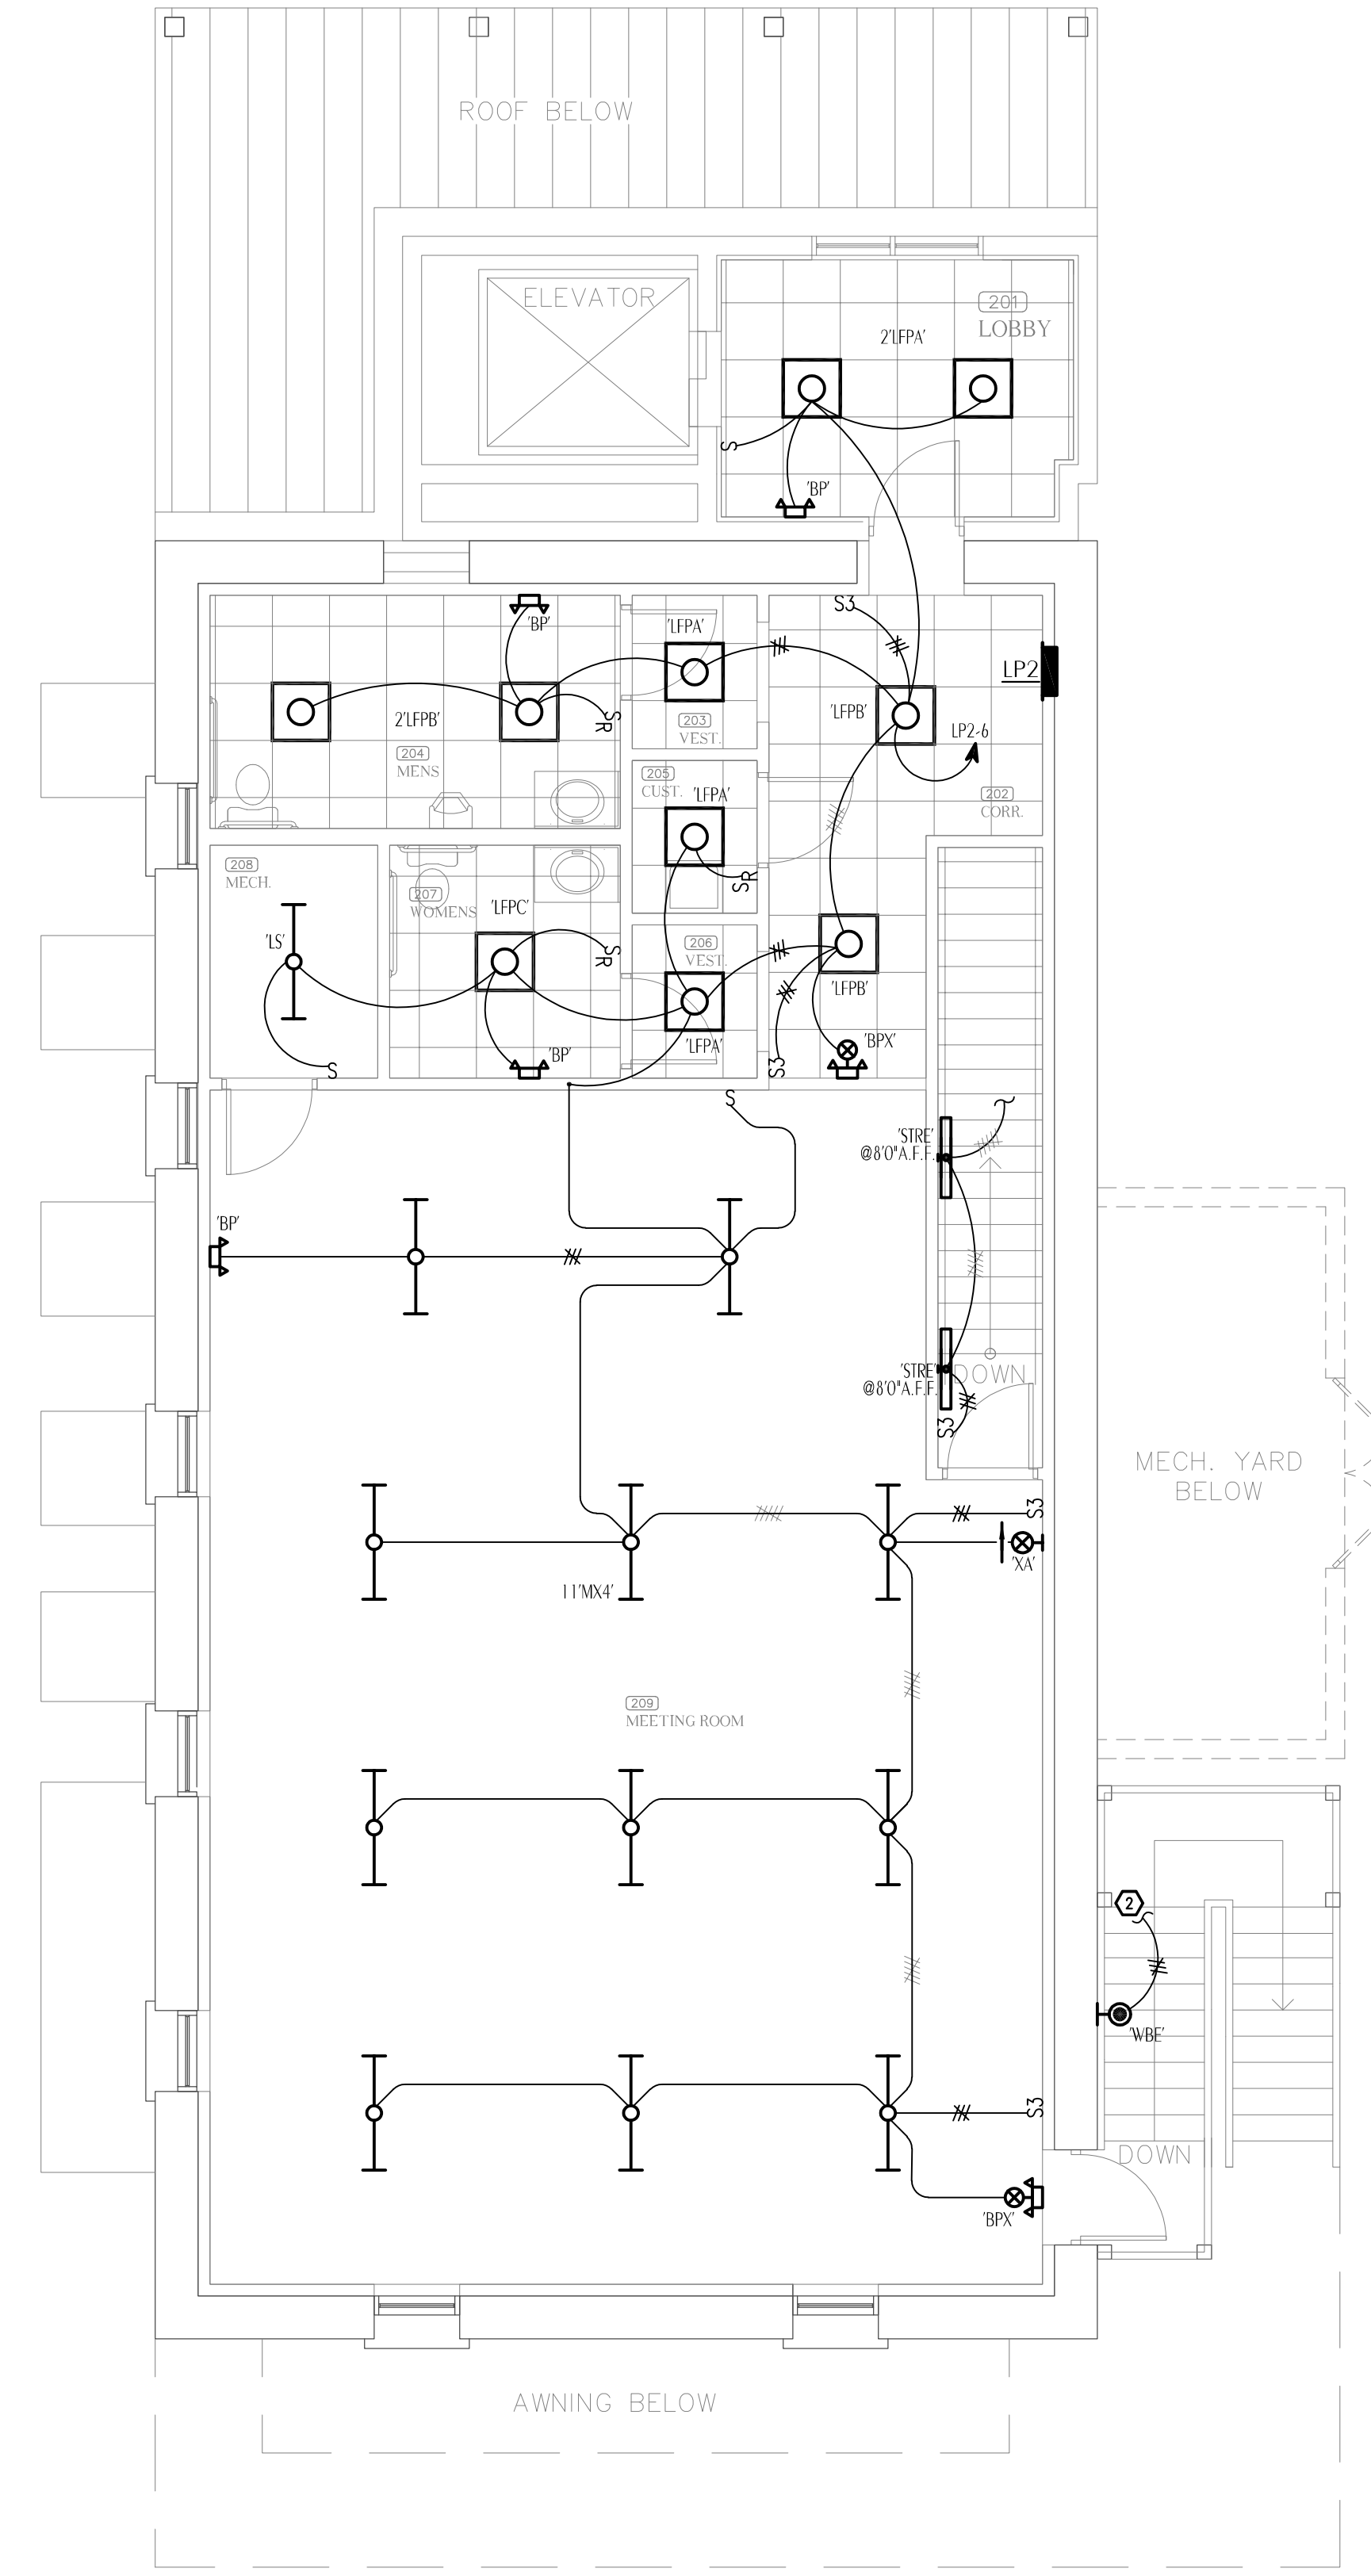 ROOF BELOW
ELEVATOR
201
LOBBY
2'LFPA'
S
'BP'
S3
'BP'
'LFPA'
LP2
2'LFPB'
SR
203
VEST.
'LFPB'
LP2-6
204
MENS
205
CUST.
'LFPA'
202
CORR.
208
MECH.
SR
207
WOMENS
'LFPC'
'LS'
SR
206
VEST.
'LFPB'
'LFPA'
'BP'
'BPX'
S
S3
S
'STRE'
@8'0"A.F.F.
'BP'
'STRE'
@8'0"A.F.F.
DOWN
S3
MECH. YARD
BELOW
S3
'XA'
11'MX4'
209
MEETING ROOM
2
'WBE'
S3
DOWN
'BPX'
AWNING BELOW